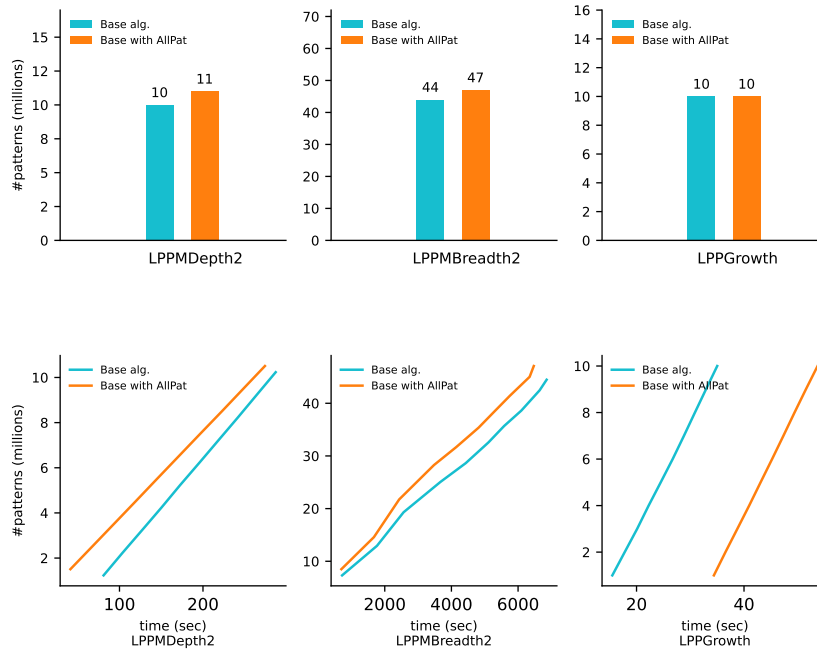 Base alg.
Base with AllPat
#patterns (millions)
15
12
10
8
5
2
0
10
11
LPPMDepth2
Base alg.
Base with AllPat
70
60
50
40
30
20
10
0
44
47
LPPMBreadth2
Base alg.
Base with AllPat
16
14
12
10
8
6
4
2
0
10
10
LPPGrowth
Base alg.
Base with AllPat
#patterns (millions)
10
8
6
4
2
100
200
time (sec)
LPPMDepth2
Base alg.
Base with AllPat
40
30
20
10
2000
4000
6000
time (sec)
LPPMBreadth2
Base alg.
Base with AllPat
10
8
6
4
2
20
40
time (sec)
LPPGrowth